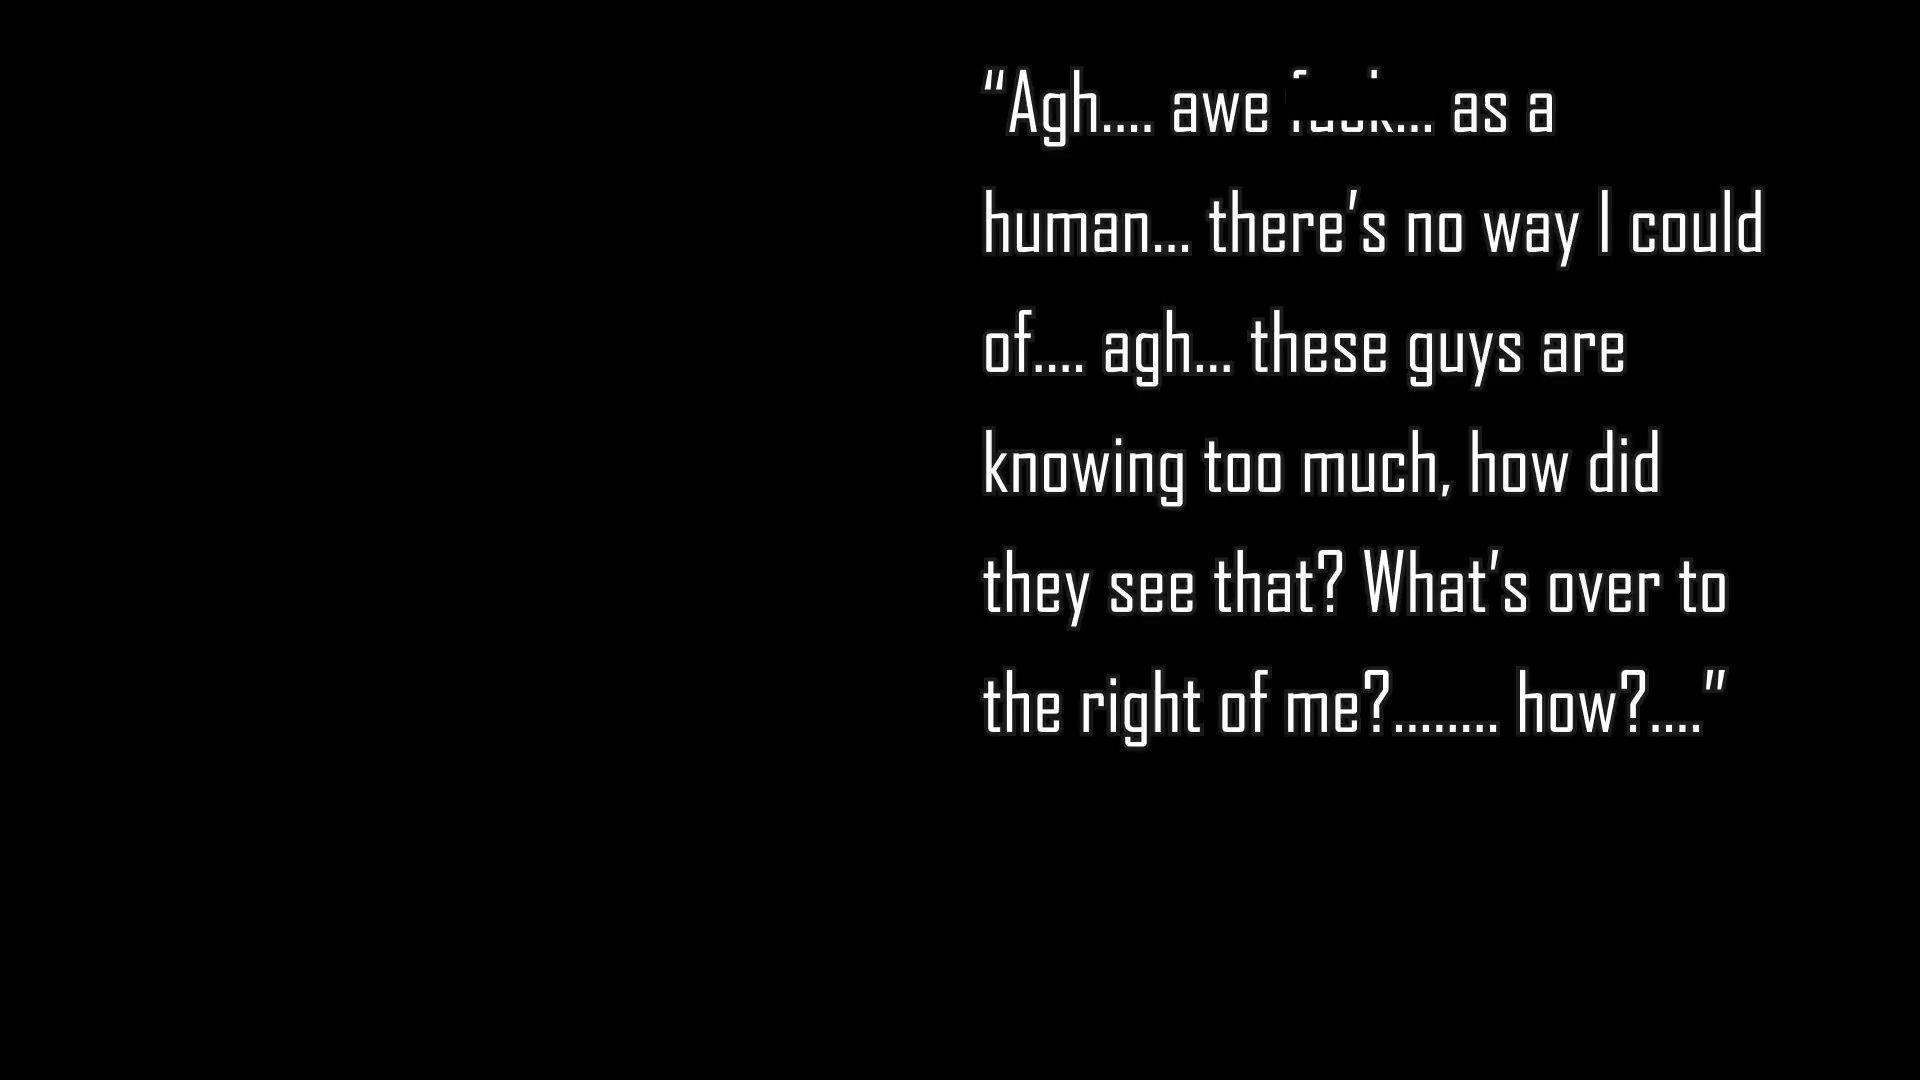 “Agh.... awe ... as a
human... there’s no way I could
of.... agh... these guys are
knowing too much, how did
they see that? What’s over to
the right of me?........ how?....”